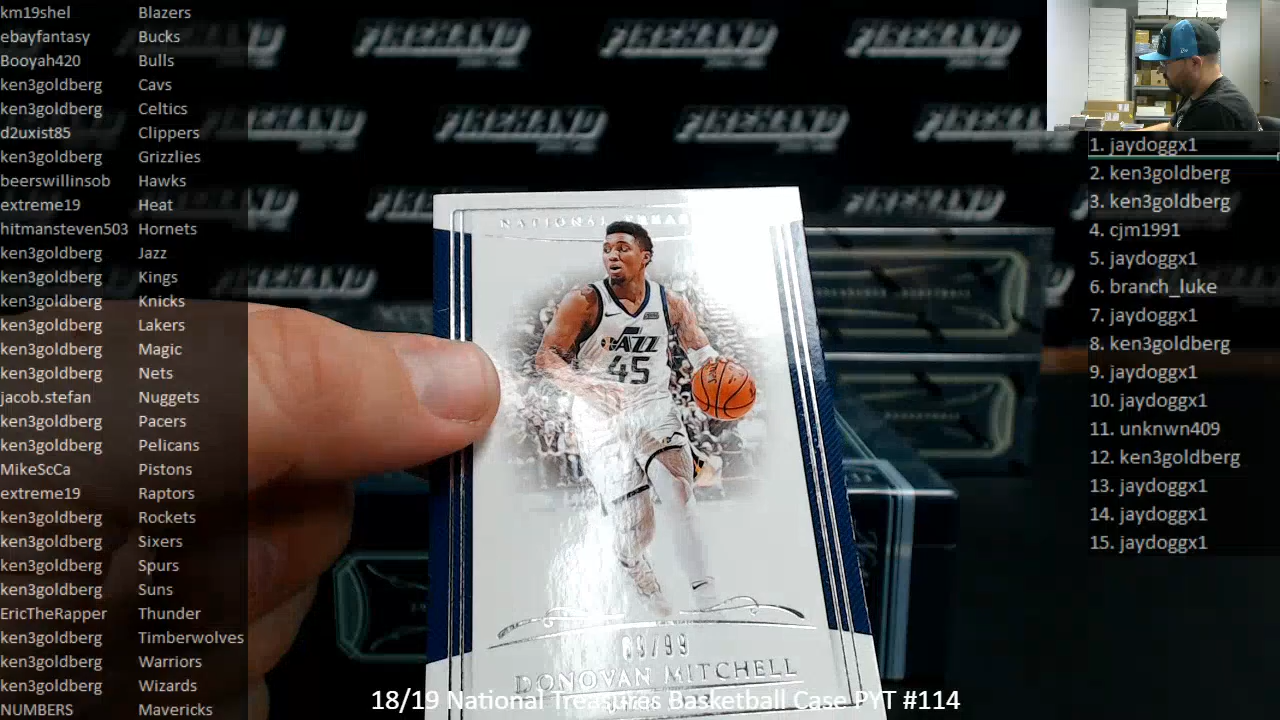 km19shel Blazers
ebayfantasy Bucks
Booyah420 Bulls
ken3goldberg Cavs
ken3goldberg Celtics
d2uxist85 Clippers
ken3goldberg Grizzlies
beerswillinsob Hawks
extreme19 Heat
hitmansteven503 Hornets
ken3goldberg Jazz
ken3goldberg Kings
ken3goldberg Knicks
ken3goldberg Lakers
ken3goldberg Magic
ken3goldberg Nets
jacob.stefan Nuggets
ken3goldberg Pacers
ken3goldberg Pelicans
MikeScCa Pistons
extreme19 Raptors
ken3goldberg Rockets
ken3goldberg Sixers
ken3goldberg Spurs
ken3goldberg Suns
EricTheRapper Thunder
ken3goldberg Timberwolves
ken3goldberg Warriors
ken3goldberg Wizards
NUMBERS Mavericks
NATIONAL
JAZZ
45
/99
DONOVAN MITCHELL
18/19 National Treasures Basketball Case PYT #114
1. jaydoggx1
2. ken3goldberg
3. ken3goldberg
4. cjm1991
5. jaydoggx1
6. branch_luke
7. jaydoggx1
8. ken3goldberg
9. jaydoggx1
10. jaydoggx1
11. unknwn409
12. ken3goldberg
13. jaydoggx1
14. jaydoggx1
15. jaydoggx1